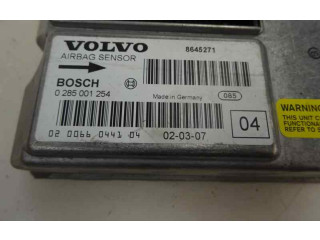 VOLVO 8645271
AIRBAG SENSOR
BOSCH
0 285 001 254 Made in Germany 083
02 0066 0441 04 02-03-07 04
WARNING
THIS UNIT C
FUNCTIONA
REFER TO S